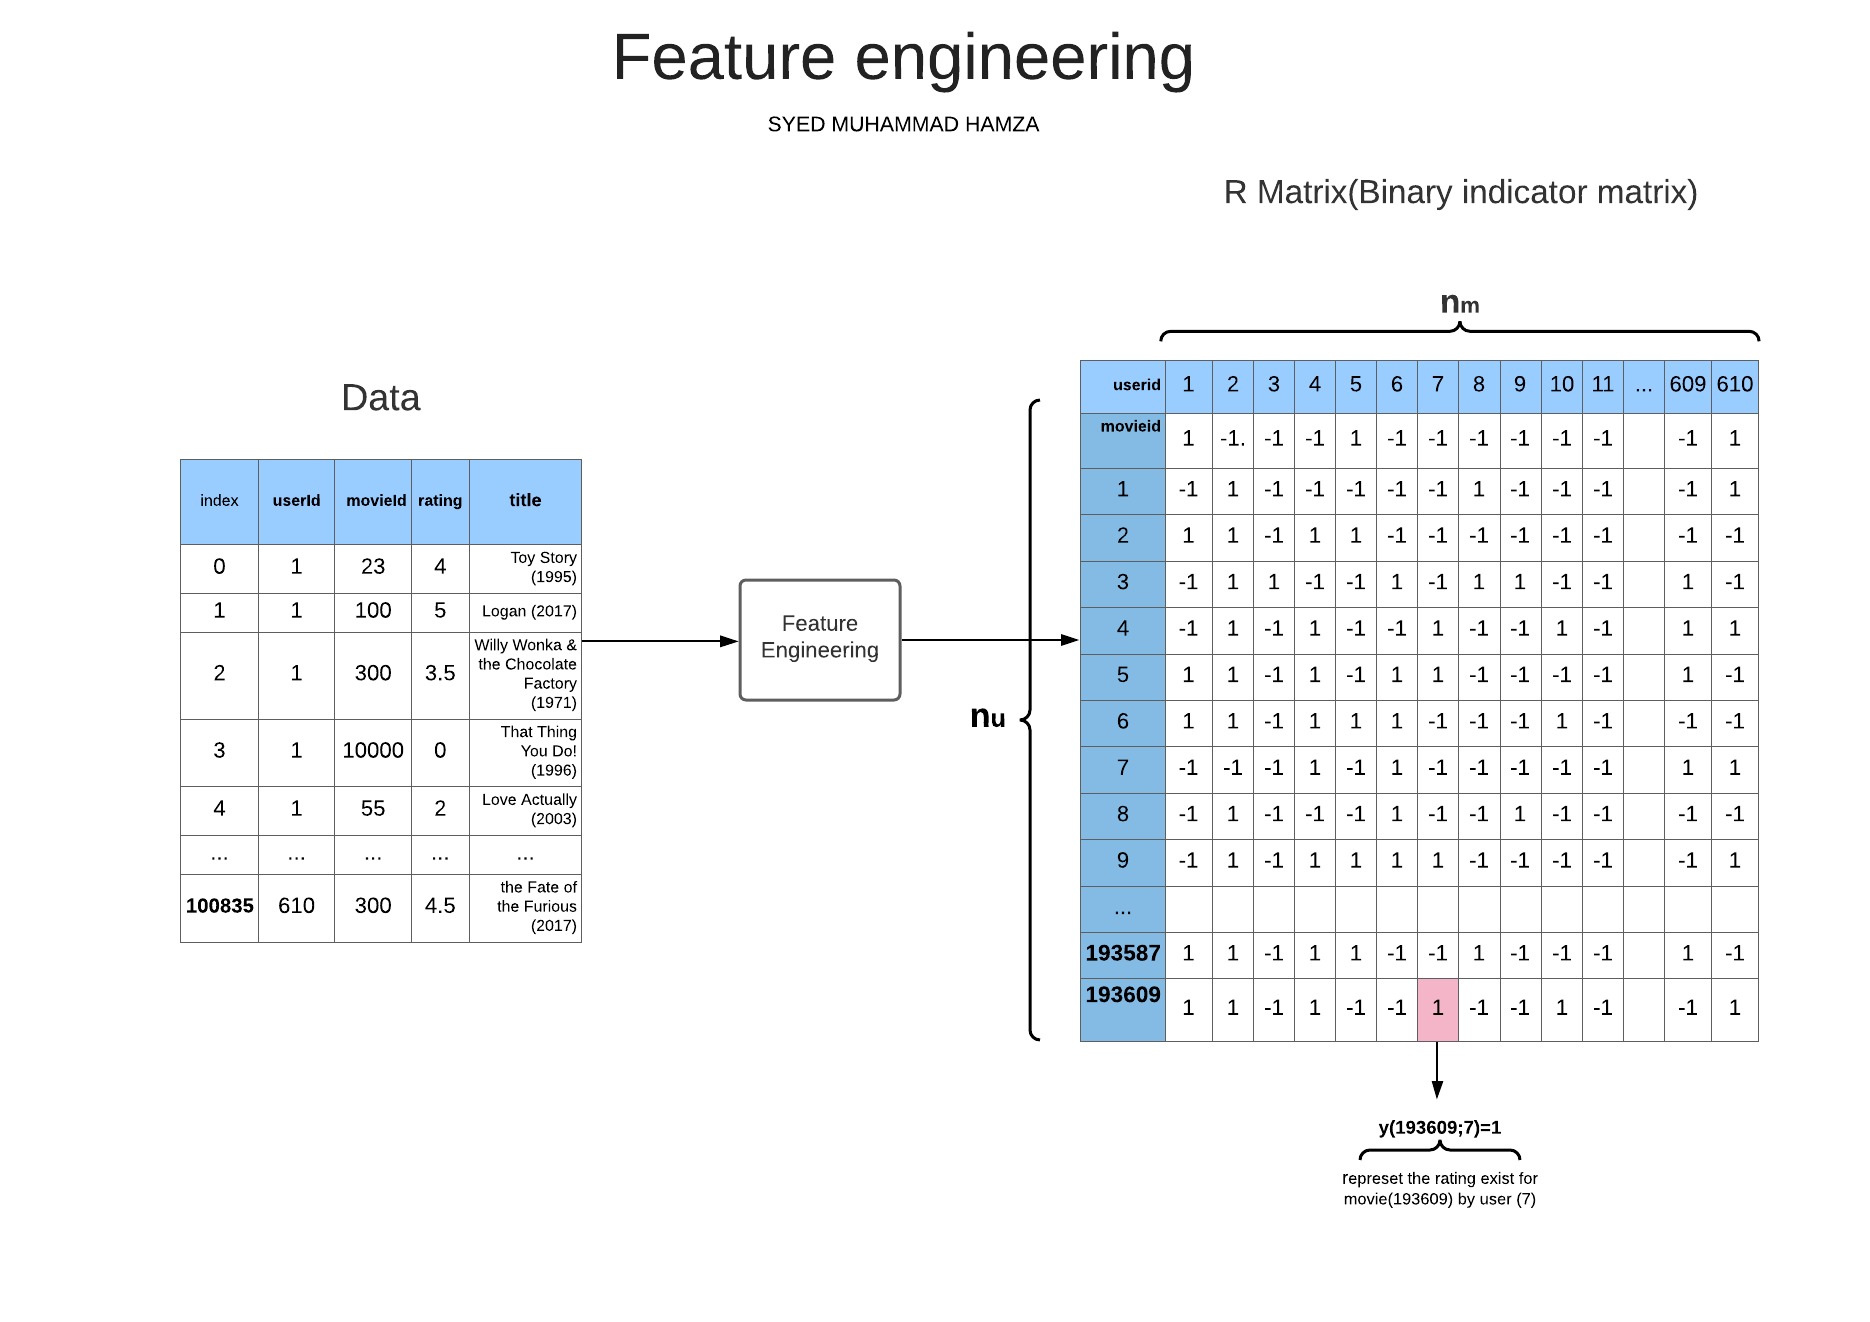 Feature engineering
SYED MUHAMMAD HAMZA
R Matrix(Binary indicator matrix)
Data
index userId movieId rating title
0 1 23 4 Toy Story
(1995)
1 1 100 5 Logan (2017)
2 1 300 3.5 Willy Wonka &
the Chocolate
Factory
(1971)
3 1 10000 0 That Thing
You Do!
(1996)
4 1 55 2 Love Actually
(2003)
... ... ... ... ...
100835 610 300 4.5 the Fate of
the Furious
(2017)
Feature
Engineering
nu
nm
userid 1 2 3 4 5 6 7 8 9 10 11 ... 609 610
movieid 1 -1. -1 -1 1 -1 -1 -1 -1 -1 -1 -1 1
1 -1 1 -1 -1 -1 -1 -1 1 -1 -1 -1 -1 1
2 1 1 -1 1 1 -1 -1 -1 -1 -1 -1 -1 -1
3 -1 1 1 -1 -1 1 -1 1 1 -1 -1 1 -1
4 -1 1 -1 1 -1 -1 1 -1 -1 1 -1 1 1
5 1 1 -1 1 -1 1 1 -1 -1 -1 -1 1 -1
6 1 1 -1 1 1 1 -1 -1 -1 1 -1 -1 -1
7 -1 -1 -1 1 -1 1 -1 -1 -1 -1 -1 1 1
8 -1 1 -1 -1 -1 1 -1 -1 1 -1 -1 -1 -1
9 -1 1 -1 1 1 1 1 -1 -1 -1 -1 -1 1
...
193587 1 1 -1 1 1 -1 -1 1 -1 -1 -1 1 -1
193609 1 1 -1 1 -1 -1 1 -1 -1 1 -1 -1 1
y(193609;7)=1
represet the rating exist for
movie(193609) by user (7)